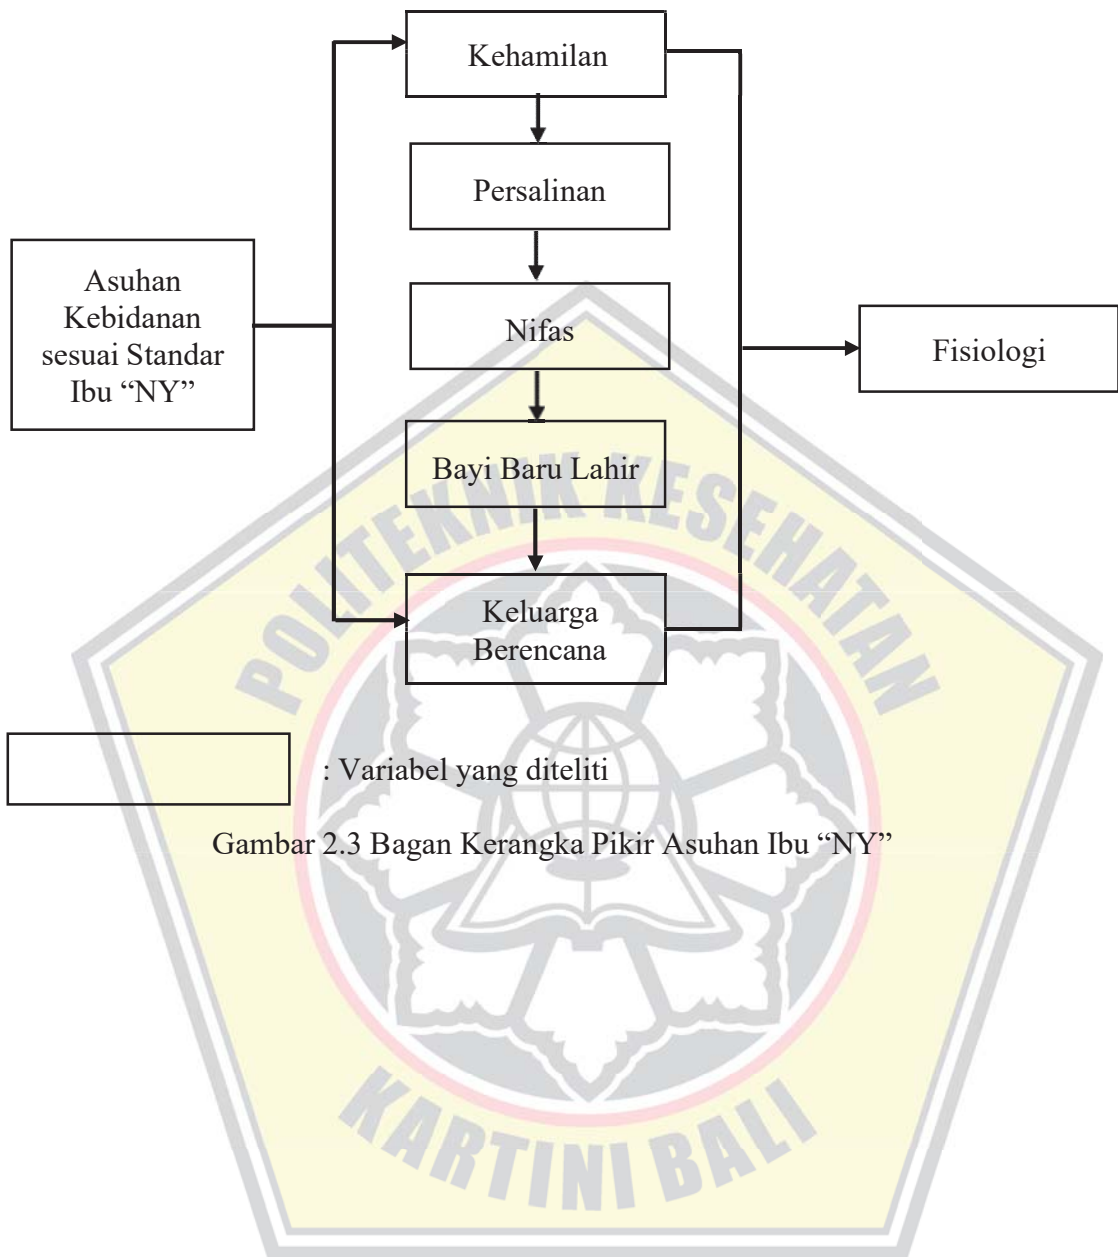 Kehamilan
Persalinan
Asuhan
Kebidanan
sesuai Standar
Ibu “NY”
Nifas
Fisiologi
Bayi Baru Lahir
Keluarga
Berencana
: Variabel yang diteliti
Gambar 2.3 Bagan Kerangka Pikir Asuhan Ibu “NY”
POLITEKNIK KESEHATAN
KARTINI BALI